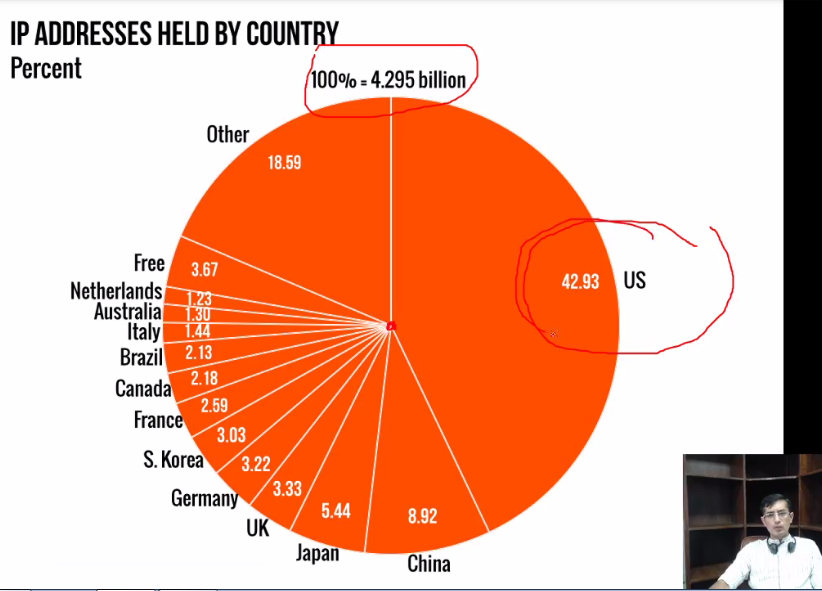 IP ADDRESSES HELD BY COUNTRY
Percent
100% = 4.295 billion
Other
18.59
42.93 US
Free
3.67
Netherlands
1.23
Australia
1.30
Italy
1.44
Brazil
2.13
Canada
2.18
France
2.59
S. Korea
3.03
Germany
3.22
UK
3.33
Japan
5.44
China
8.92